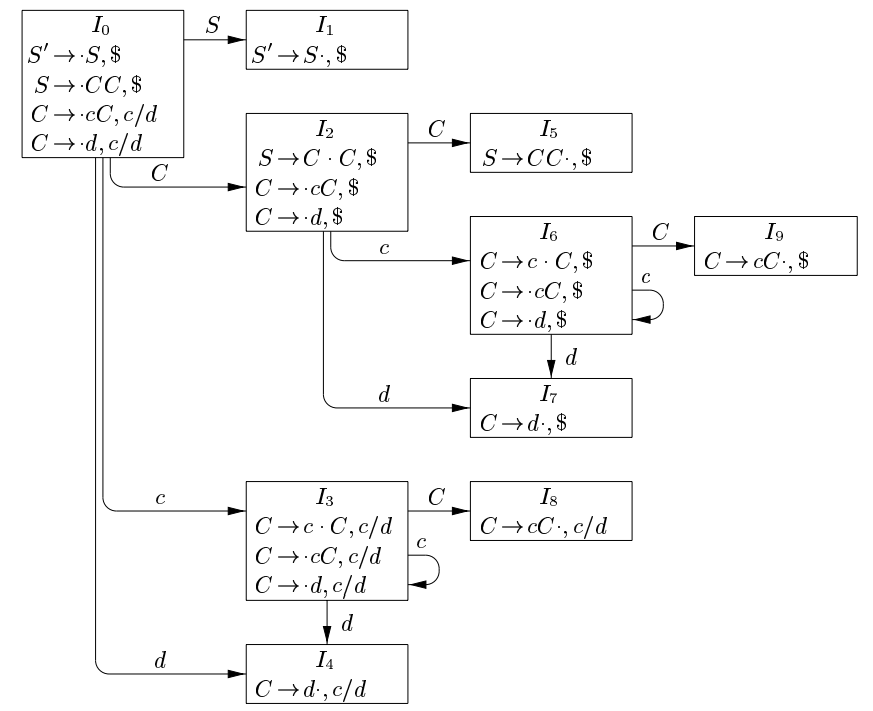 I₀
S′ → ·S, $
S → ·CC, $
C → ·cC, c/d
C → ·d, c/d
S
I₁
S′ → S·, $
C
I₂
S → C · C, $
C → ·cC, $
C → ·d, $
C
I₅
S → CC·, $
c
I₆
C → c · C, $
C → ·cC, $
C → ·d, $
C
I₉
C → cC·, $
c
d
d
I₇
C → d·, $
c
I₃
C → c · C, c/d
C → ·cC, c/d
C → ·d, c/d
C
I₈
C → cC·, c/d
c
d
d
I₄
C → d·, c/d